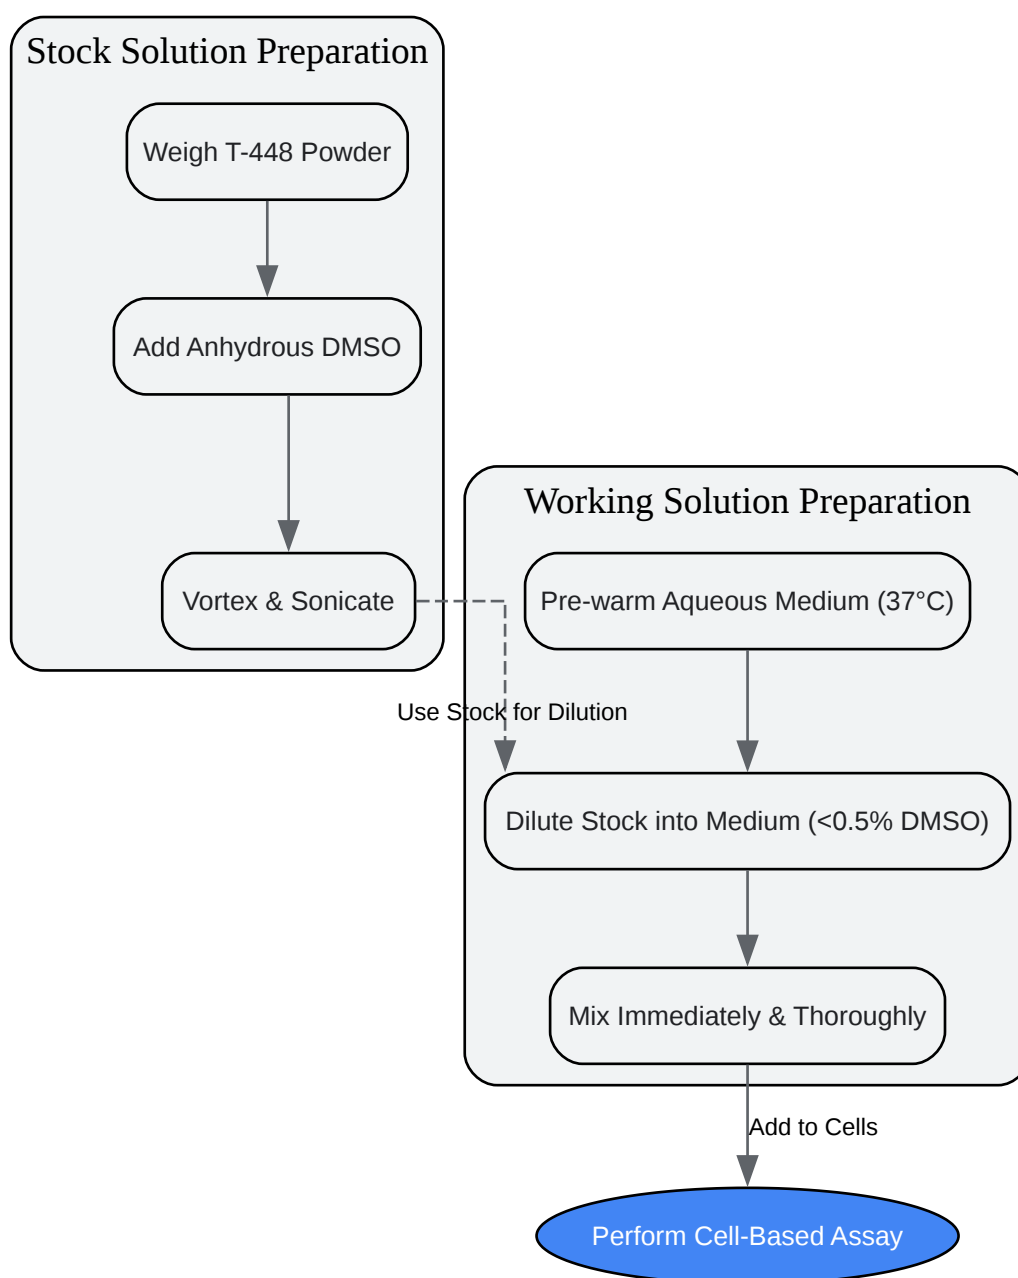 Stock Solution Preparation
Weigh T-448 Powder
Add Anhydrous DMSO
Vortex & Sonicate
Use Stock for Dilution
Working Solution Preparation
Pre-warm Aqueous Medium (37°C)
Dilute Stock into Medium (<0.5% DMSO)
Mix Immediately & Thoroughly
Add to Cells
Perform Cell-Based Assay